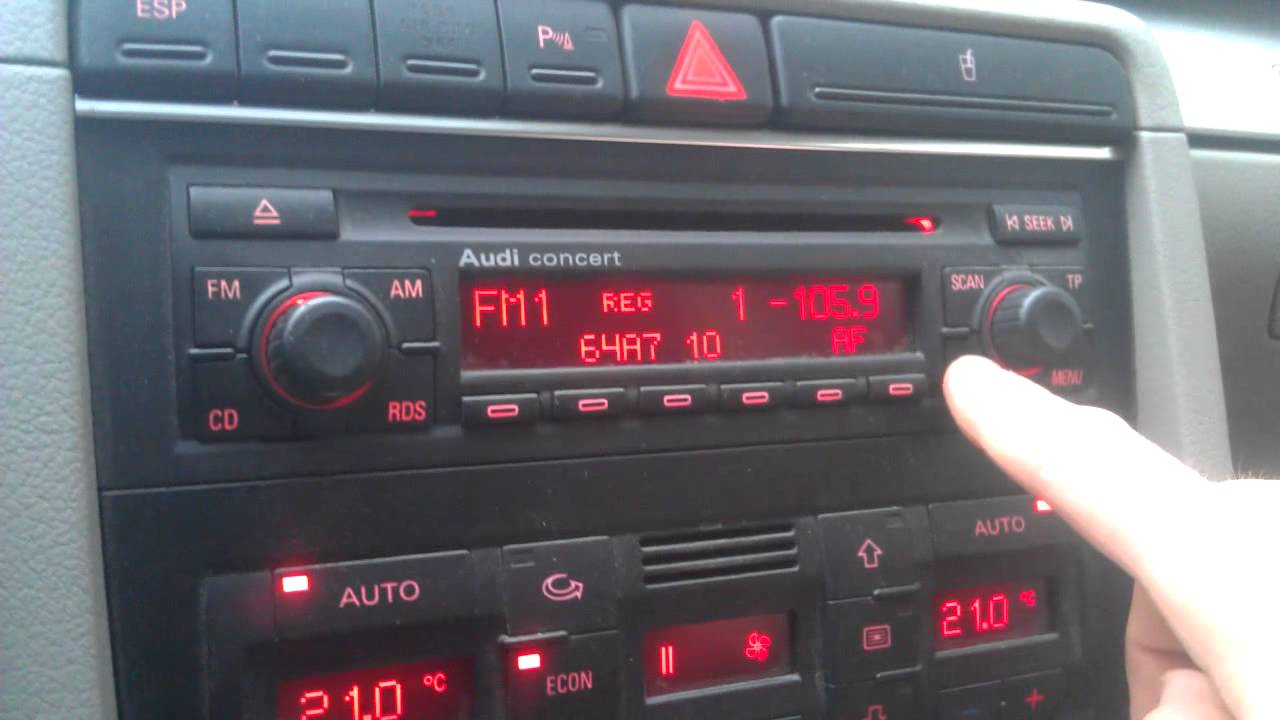 ESP
P
SEEK
Audi concert
FM
AM
SCAN
TP
FM1 REG 1 -105.9
64A7 10 AF
CD
RDS
MENU
AUTO
AUTO
21.0 °C
21.0 °C
ECON